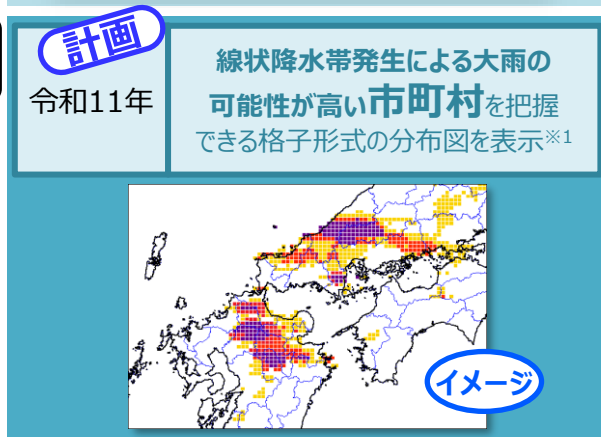 計画
令和11年
線状降水帯発生による大雨の
可能性が高い市町村を把握
できる格子形式の分布図を表示※1
イメージ